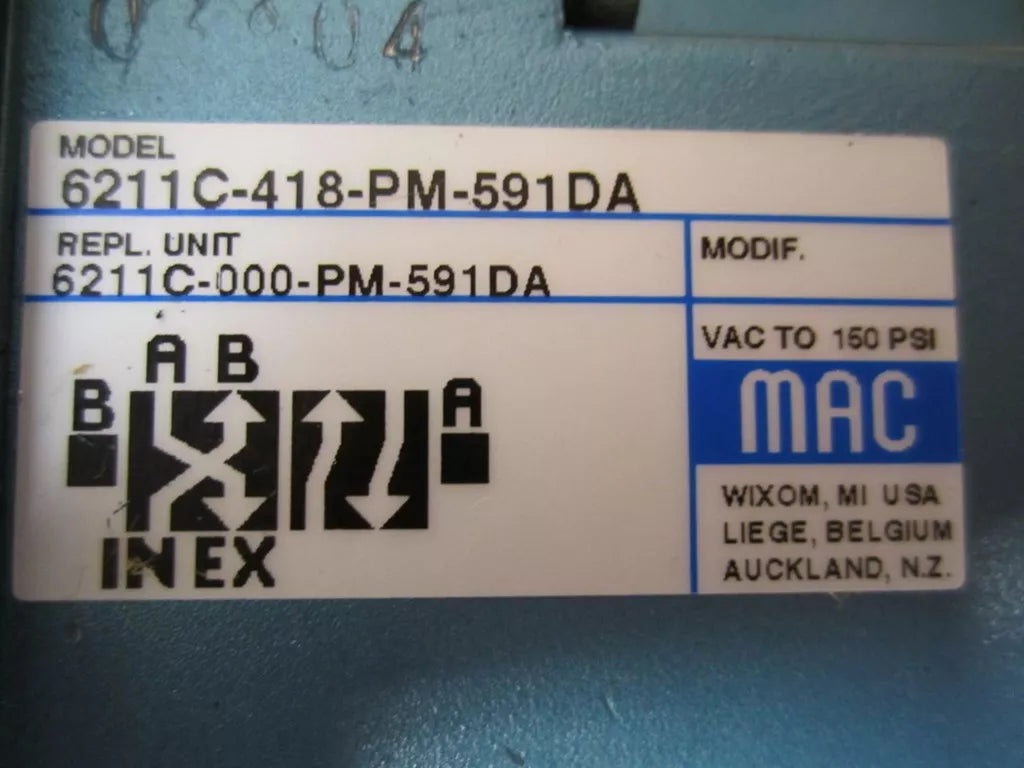 MODEL
6211C-418-PM-591DA
REPL. UNIT
6211C-000-PM-591DA
MODIF.
VAC TO 150 PSI
MAC
WIXOM, MI USA
LIEGE, BELGIUM
AUCKLAND, N.Z.
A B
B A
IN EX